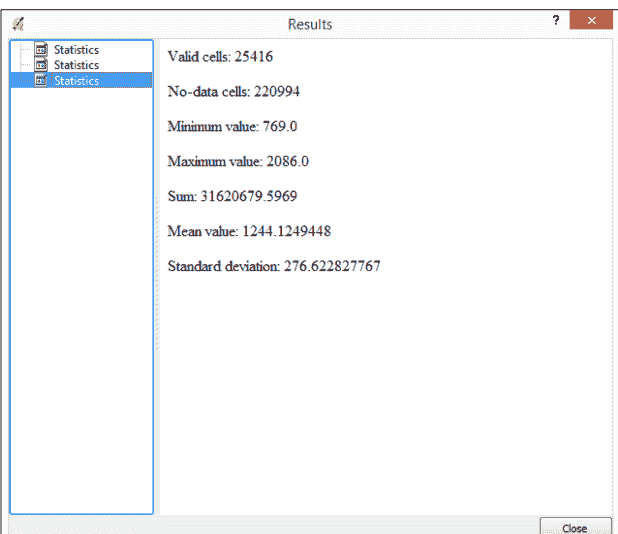 Results
?
Statistics
Statistics
Statistics
Valid cells: 25416
No-data cells: 220994
Minimum value: 769.0
Maximum value: 2086.0
Sum: 31620679.5969
Mean value: 1244.1249448
Standard deviation: 276.622827767
Close